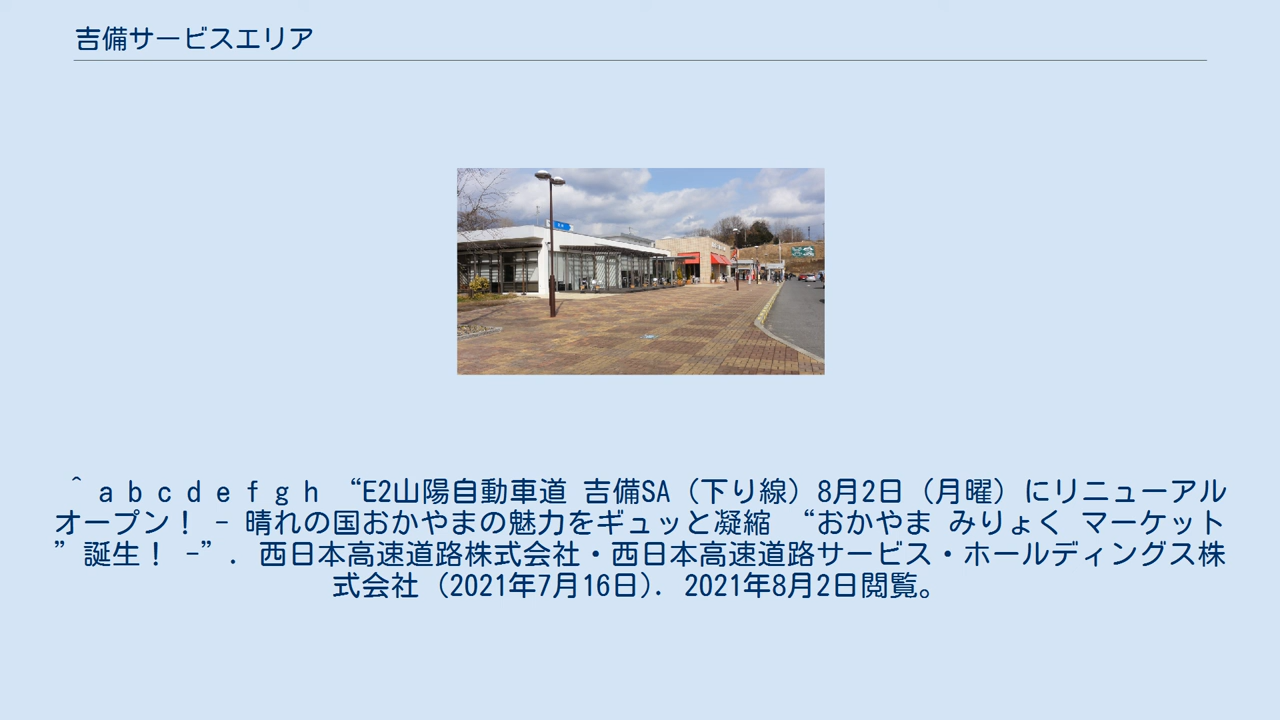 吉備サービスエリア
^ a b c d e f g h “E2山陽自動車道 吉備SA（下り線）8月2日（月曜）にリニューアル
オープン！ - 晴れの国おかやまの魅力をギュッと凝縮 “おかやま みりょく マーケット
”誕生！ -”. 西日本高速道路株式会社・西日本高速道路サービス・ホールディングス株
式会社 (2021年7月16日). 2021年8月2日閲覧。